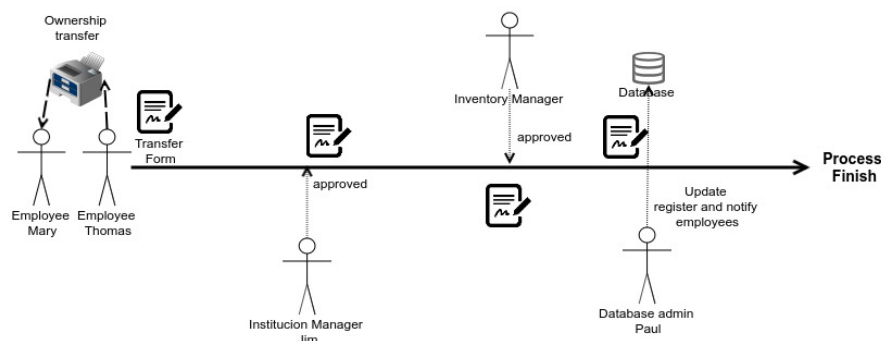 Ownership
transfer
Inventory Manager
Database
Transfer
Form
approved
approved
Process
Finish
Employee
Mary
Employee
Thomas
Update
register and notify
employees
Institucion Manager
Jim
Database admin
Paul